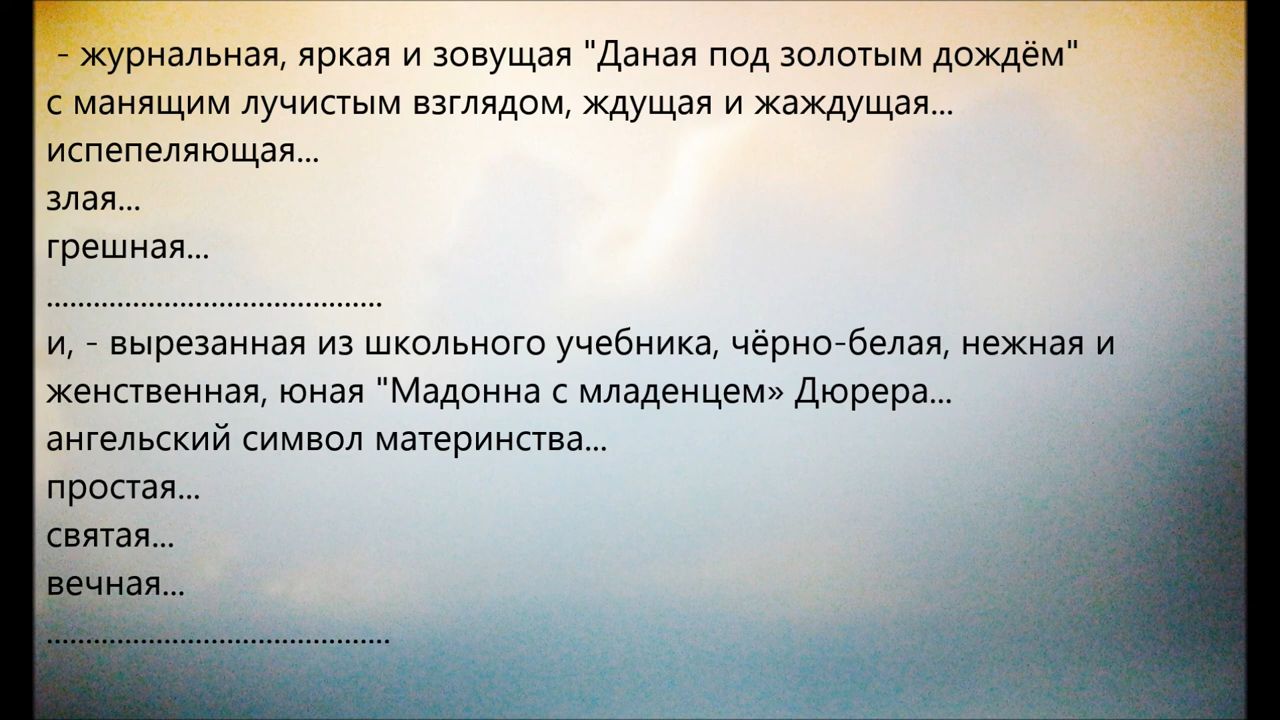 - журнальная, яркая и зовущая "Даная под золотым дождём"
с манящим лучистым взглядом, ждущая и жаждущая...
испепеляющая...
злая...
грешная...
...........................................
и, - вырезанная из школьного учебника, чёрно-белая, нежная и
женственная, юная "Мадонна с младенцем» Дюрера...
ангельский символ материнства...
простая...
святая...
вечная...
............................................